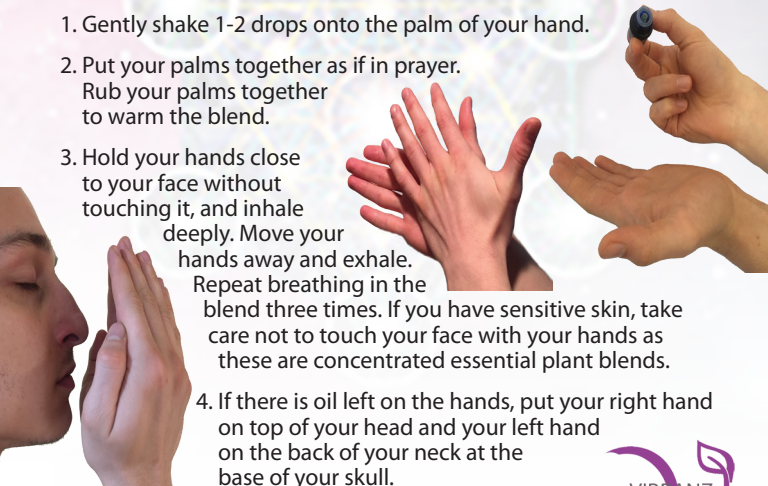 1. Gently shake 1-2 drops onto the palm of your hand.
2. Put your palms together as if in prayer.
Rub your palms together
to warm the blend.
3. Hold your hands close
to your face without
touching it, and inhale
deeply. Move your
hands away and exhale.
Repeat breathing in the
blend three times. If you have sensitive skin, take
care not to touch your face with your hands as
these are concentrated essential plant blends.
4. If there is oil left on the hands, put your right hand
on top of your head and your left hand
on the back of your neck at the
base of your skull.